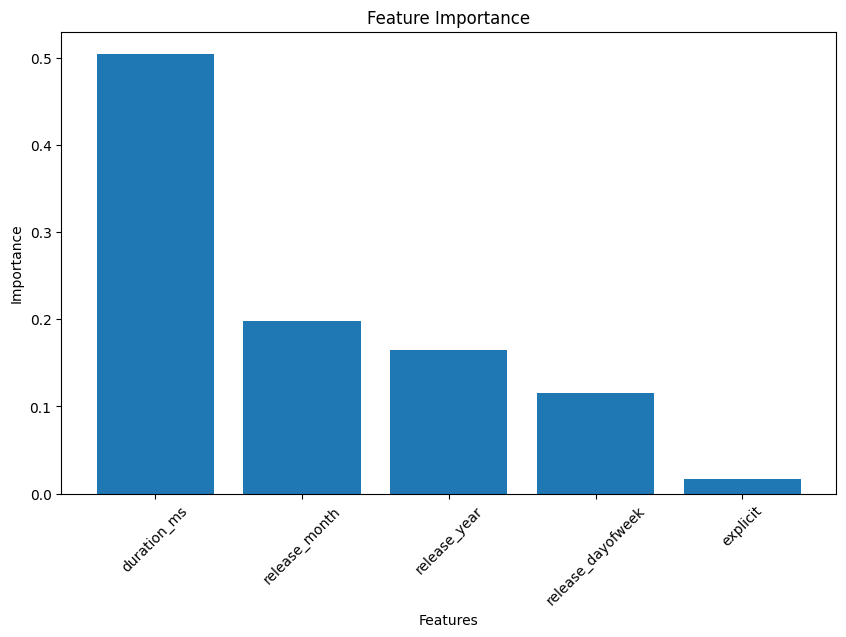 Feature Importance
Importance
0.5
0.4
0.3
0.2
0.1
0.0
duration_ms
release_month
release_year
release_dayofweek
explicit
Features